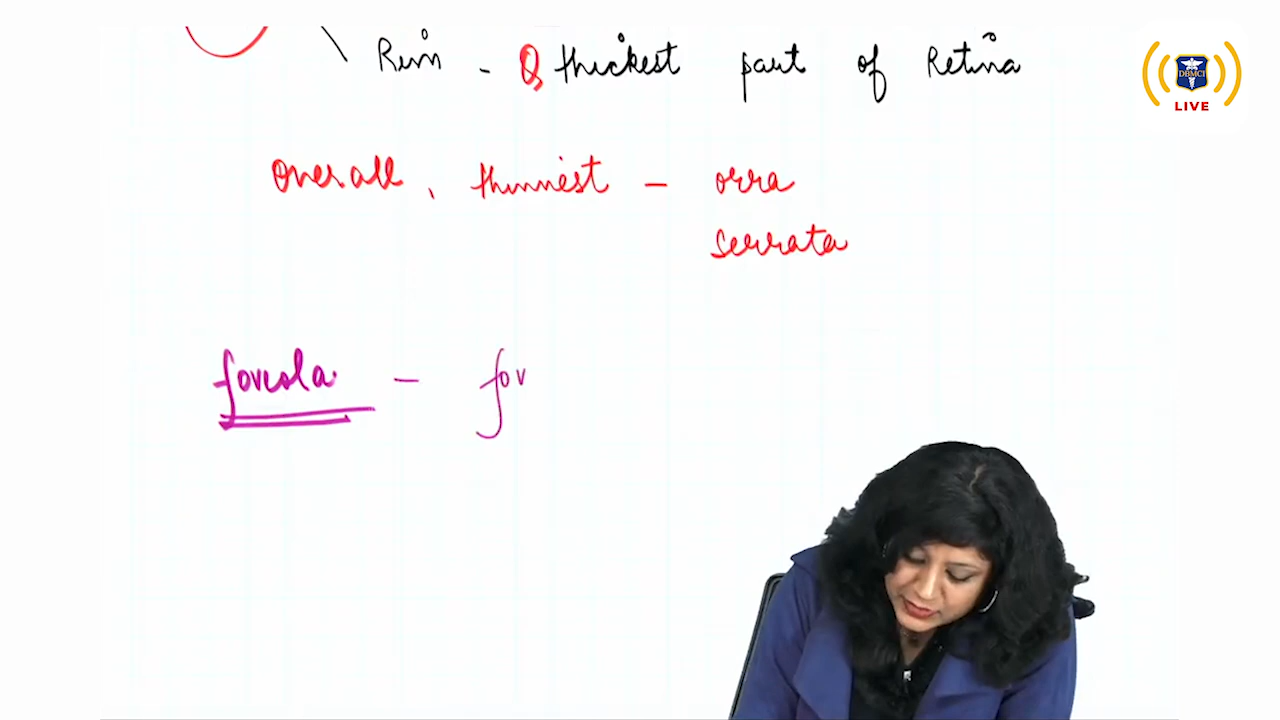 Rim - Q thickest part of Retina
DBMCI
LIVE
Overall, thinnest - orra
serrata
foveola - fov